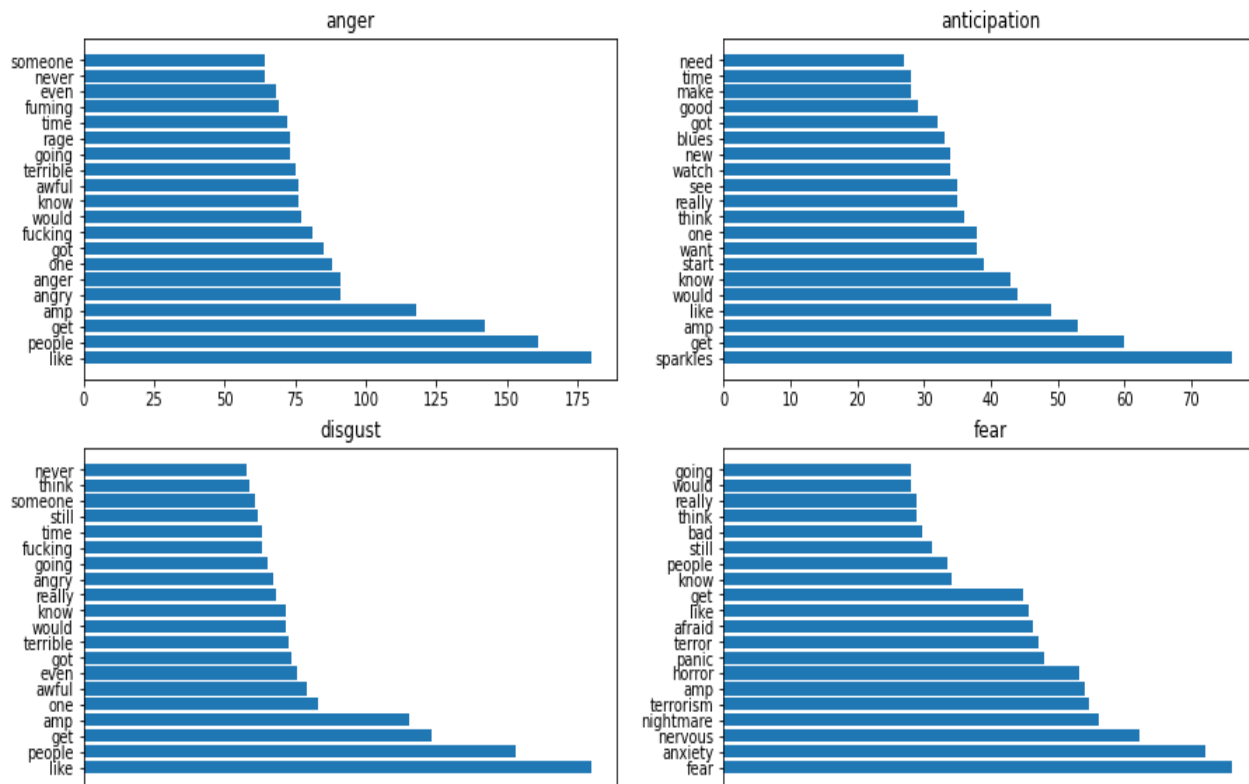 anger
someone
never
even
fuming
time
rage
going
terrible
awful
know
would
fucking
got
one
anger
angry
amp
get
people
like
0 25 50 75 100 125 150 175
anticipation
need
time
make
good
got
blues
new
watch
see
really
think
one
want
start
know
would
like
amp
get
sparkles
0 10 20 30 40 50 60 70
disgust
never
think
someone
still
time
fucking
going
angry
really
know
would
terrible
got
even
awful
one
amp
get
people
like
fear
going
would
really
think
bad
still
people
know
get
like
afraid
terror
panic
horror
amp
terrorism
nightmare
nervous
anxiety
fear